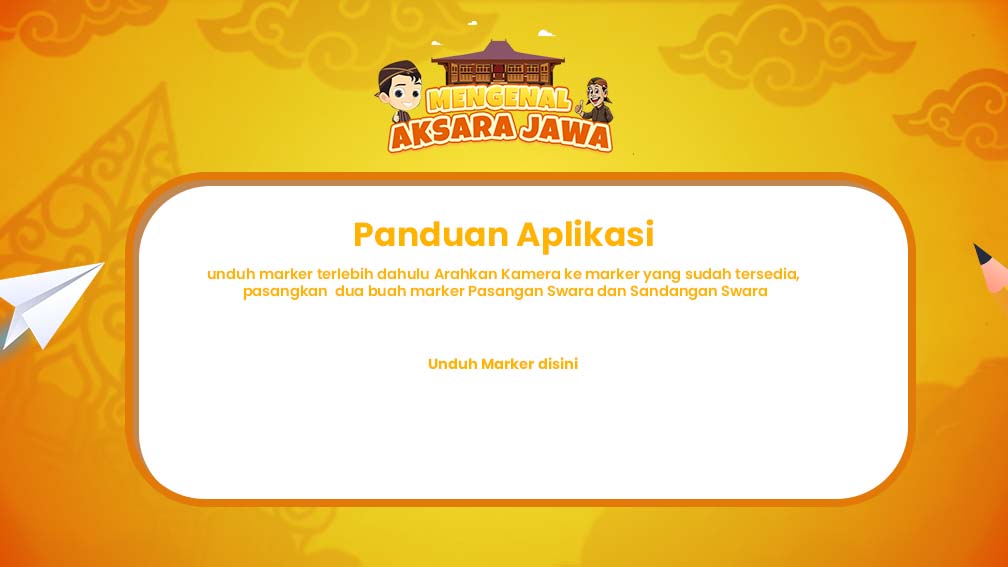 MENGENAL
AKSARA JAWA
Panduan Aplikasi
unduh marker terlebih dahulu Arahkan Kamera ke marker yang sudah tersedia,
pasangkan  dua buah marker Pasangan Swara dan Sandangan Swara
Unduh Marker disini